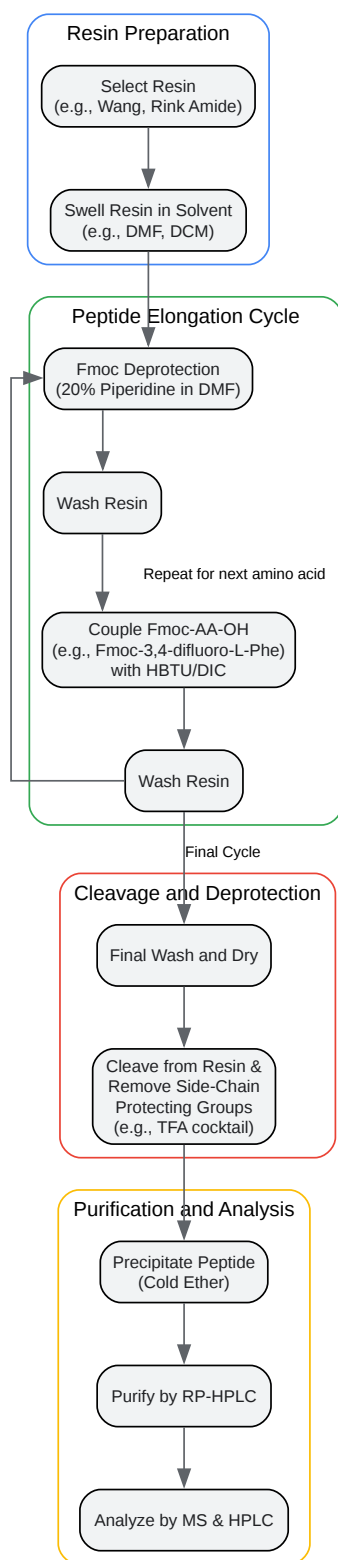 Resin Preparation
Select Resin
(e.g., Wang, Rink Amide)
Swell Resin in Solvent
(e.g., DMF, DCM)
Peptide Elongation Cycle
Fmoc Deprotection
(20% Piperidine in DMF)
Wash Resin
Repeat for next amino acid
Couple Fmoc-AA-OH
(e.g., Fmoc-3,4-difluoro-L-Phe)
with HBTU/DIC
Wash Resin
Final Cycle
Cleavage and Deprotection
Final Wash and Dry
Cleave from Resin &
Remove Side-Chain
Protecting Groups
(e.g., TFA cocktail)
Purification and Analysis
Precipitate Peptide
(Cold Ether)
Purify by RP-HPLC
Analyze by MS & HPLC